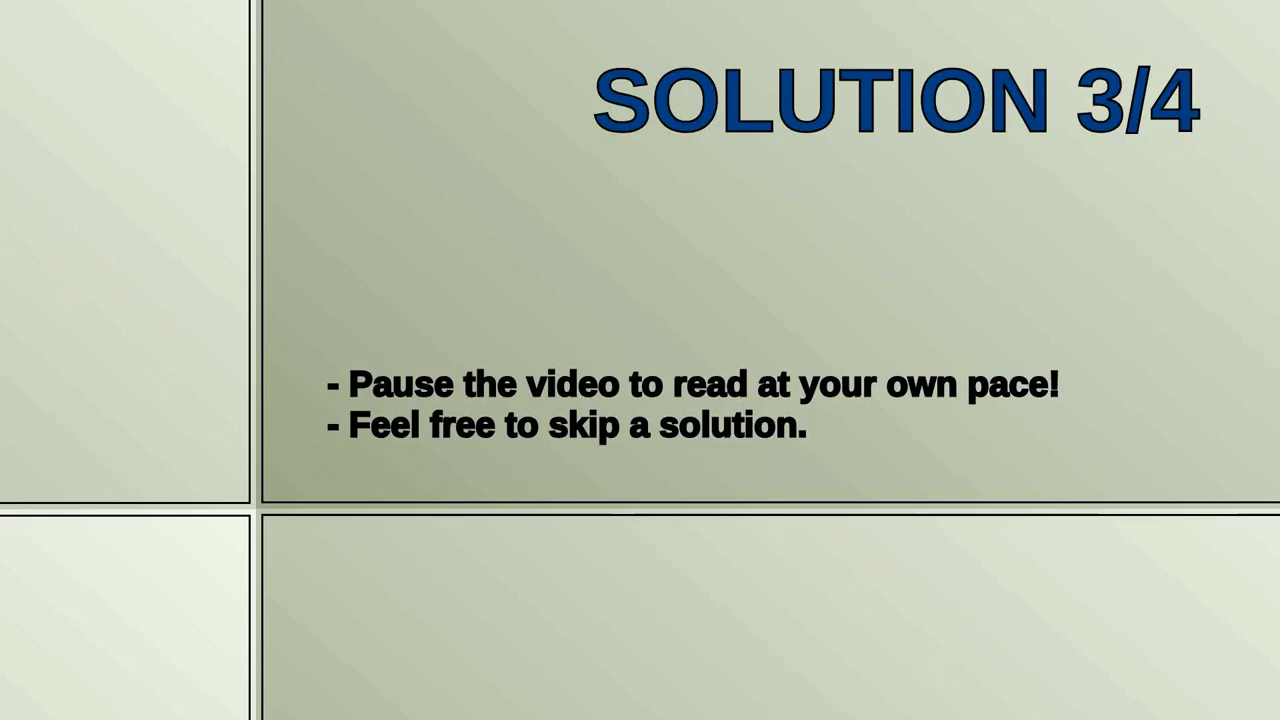 SOLUTION 3/4
- Pause the video to read at your own pace!
- Feel free to skip a solution.